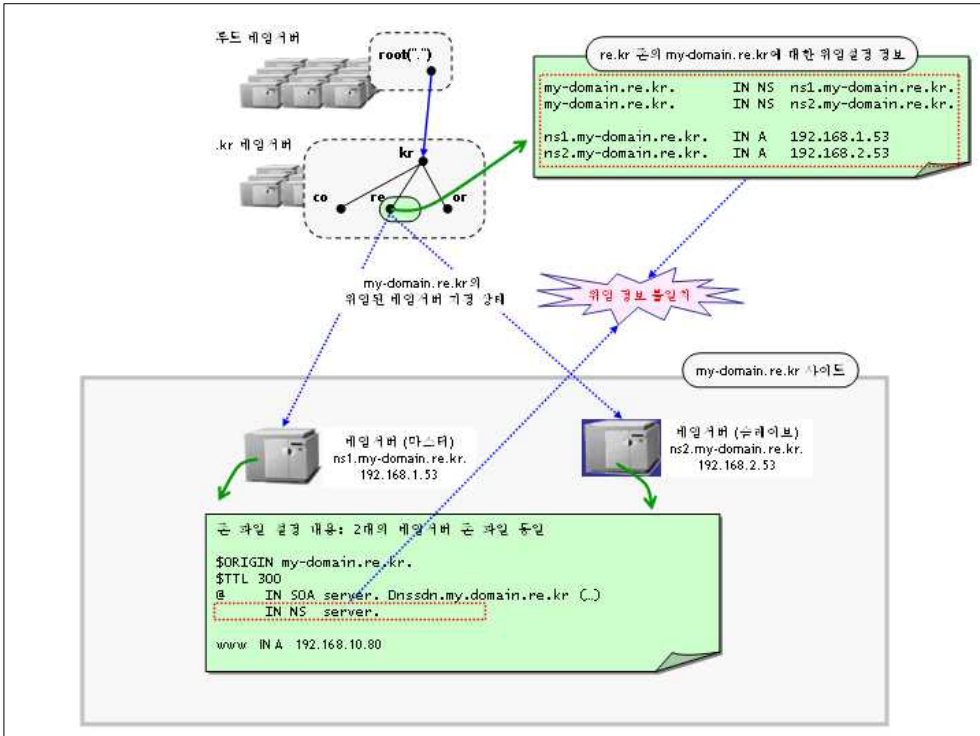 루트 네임서버
root(".")
.kr 네임서버
kr
co
re
or
re.kr 존의 my-domain.re.kr에 대한 위임설정 정보
my-domain.re.kr. IN NS ns1.my-domain.re.kr.
my-domain.re.kr. IN NS ns2.my-domain.re.kr.
ns1.my-domain.re.kr. IN A 192.168.1.53
ns2.my-domain.re.kr. IN A 192.168.2.53
my-domain.re.kr의
위임된 네임서버 지정 상태
위임 정보 불일치
my-domain.re.kr 사이트
네임서버 (마스터)
ns1.my-domain.re.kr.
192.168.1.53
네임서버 (슬레이브)
ns2.my-domain.re.kr.
192.168.2.53
존 파일 설정 내용: 2대의 네임서버 존 파일 동일
$ORIGIN my-domain.re.kr.
$TTL 300
@ IN SOA server. Dnssdn.my.domain.re.kr (…)
IN NS server.
www IN A 192.168.10.80